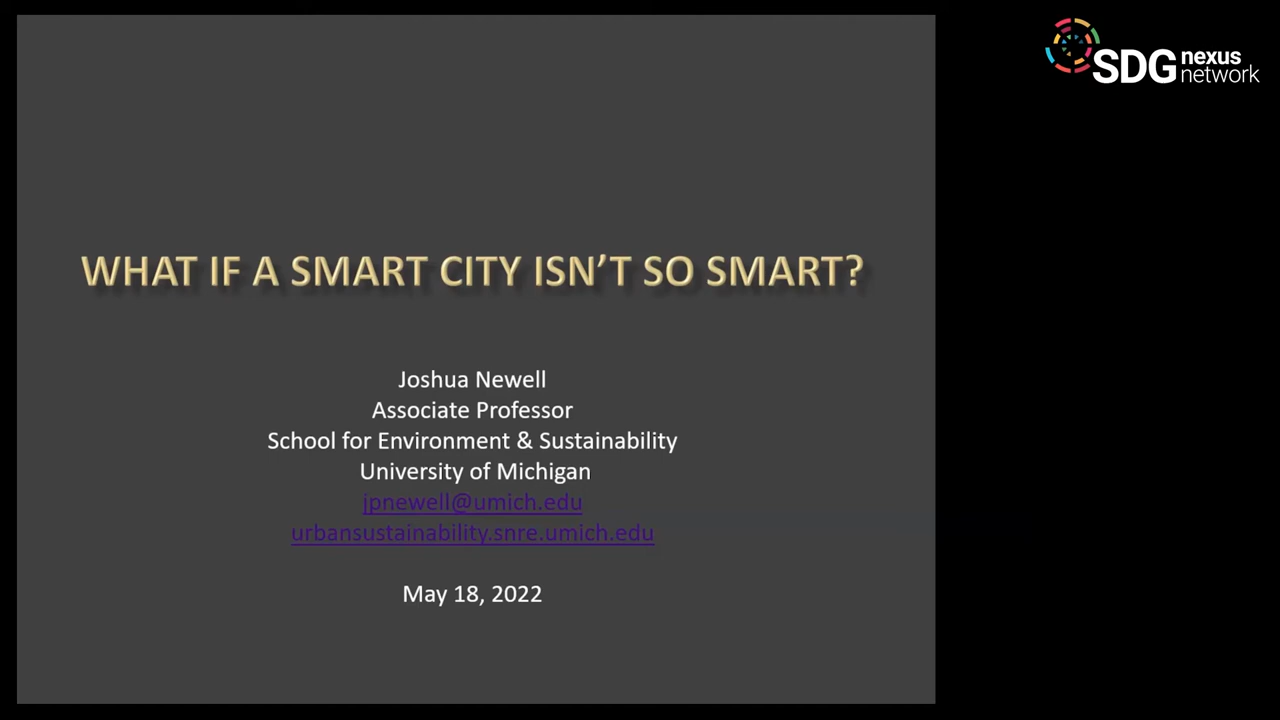 WHAT IF A SMART CITY ISN’T SO SMART?
Joshua Newell
Associate Professor
School for Environment & Sustainability
University of Michigan
jpnewell@umich.edu
urbansustainability.snre.umich.edu
May 18, 2022
SDG nexus network